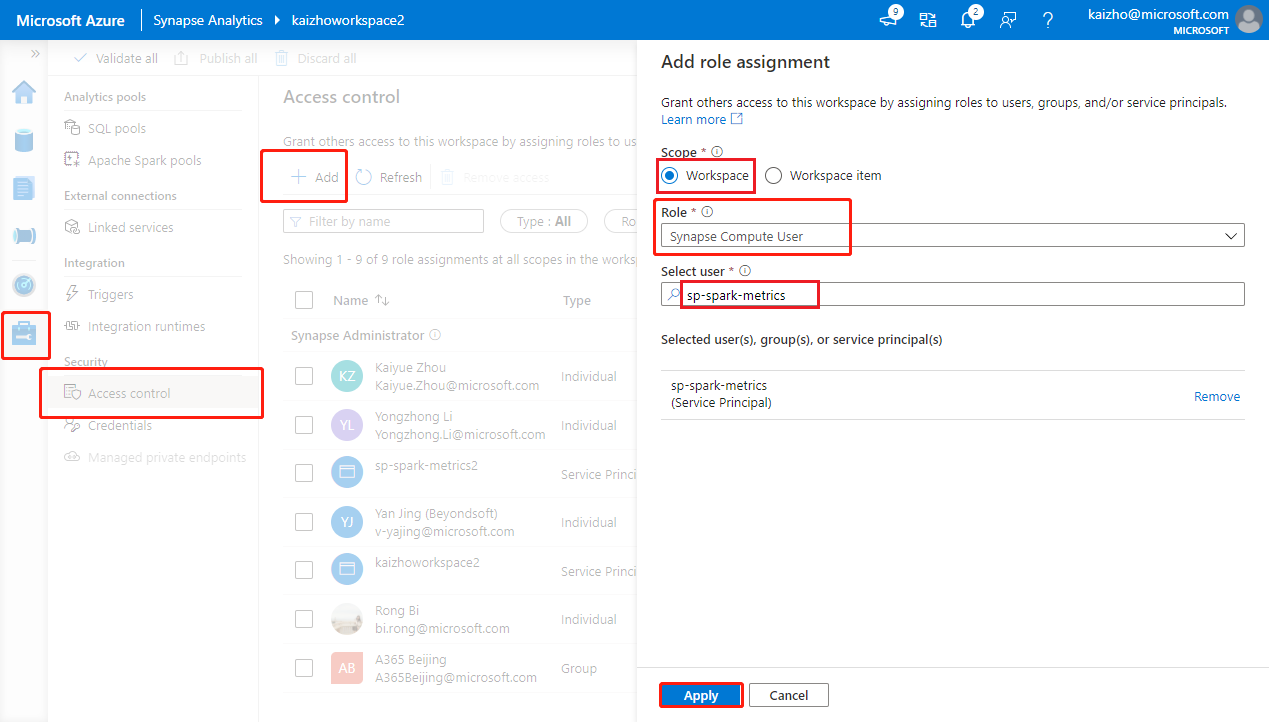 Microsoft Azure
Synapse Analytics
kaizhoworkspace2
9
2
?
kaizho@microsoft.com
MICROSOFT
Validate all
Publish all
Discard all
Analytics pools
SQL pools
Apache Spark pools
External connections
Linked services
Integration
Triggers
Integration runtimes
Security
Access control
Credentials
Managed private endpoints
Access control
Grant others access to this workspace by assigning roles to us
Add
Refresh
Remove access
Filter by name
Type : All
Ro
Showing 1 - 9 of 9 role assignments at all scopes in the works
Name
Type
Synapse Administrator
KZ
Kaiyue Zhou
Kaiyue.Zhou@microsoft.com
Individual
YL
Yongzhong Li
Yongzhong.Li@microsoft.com
Individual
sp-spark-metrics2
Service Princi
YJ
Yan Jing (Beyondsoft)
v-yajing@microsoft.com
Individual
kaizhoworkspace2
Service Princi
Rong Bi
bi.rong@microsoft.com
Individual
AB
A365 Beijing
A365Beijing@microsoft.com
Group
Add role assignment
Grant others access to this workspace by assigning roles to users, groups, and/or service principals.
Learn more
Scope *
Workspace
Workspace item
Role *
Synapse Compute User
Select user *
sp-spark-metrics
Selected user(s), group(s), or service principal(s)
sp-spark-metrics
(Service Principal)
Remove
Apply
Cancel